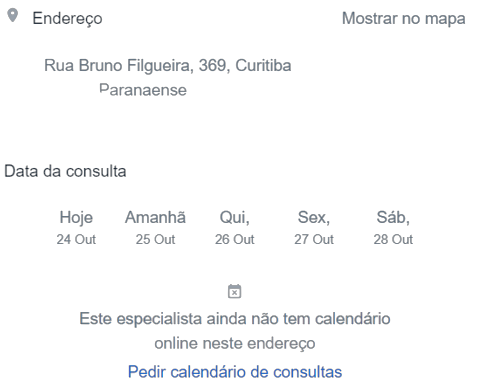 Endereço Mostrar no mapa
Rua Bruno Filgueira, 369, Curitiba
Paranaense
Data da consulta
Hoje Amanhã Qui, Sex, Sáb,
24 Out 25 Out 26 Out 27 Out 28 Out
Este especialista ainda não tem calendário
online neste endereço
Pedir calendário de consultas